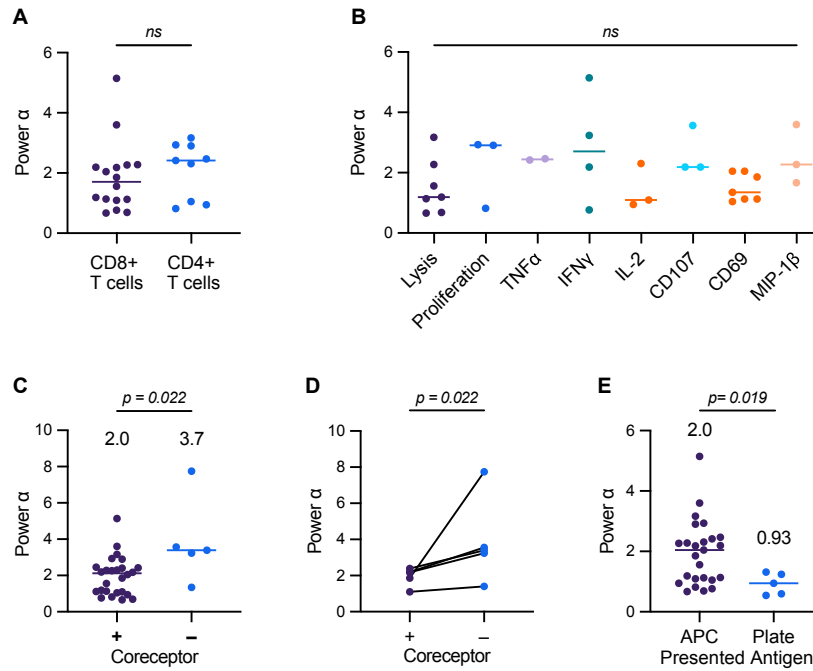 A
ns
Power α
6
4
2
0
CD8+
T cells
CD4+
T cells
B
ns
Power α
6
4
2
0
Lysis
Proliferation
TNFα
IFNγ
IL-2
CD107
CD69
MIP-1β
C
p = 0.022
Power α
10
8
6
4
2
0
2.0
3.7
+
–
Coreceptor
D
p = 0.022
Power α
10
8
6
4
2
0
+
–
Coreceptor
E
p= 0.019
Power α
6
4
2
0
2.0
0.93
APC
Presented
Plate
Antigen